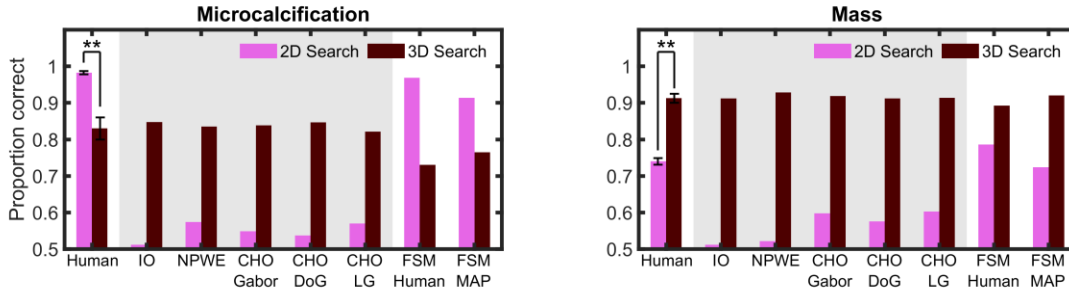 Microcalcification
** 2D Search 3D Search
Proportion correct
1
0.9
0.8
0.7
0.6
0.5
Human IO NPWE CHO Gabor CHO DoG CHO LG FSM Human FSM MAP
Mass
** 2D Search 3D Search
1
0.9
0.8
0.7
0.6
0.5
Human IO NPWE CHO Gabor CHO DoG CHO LG FSM Human FSM MAP